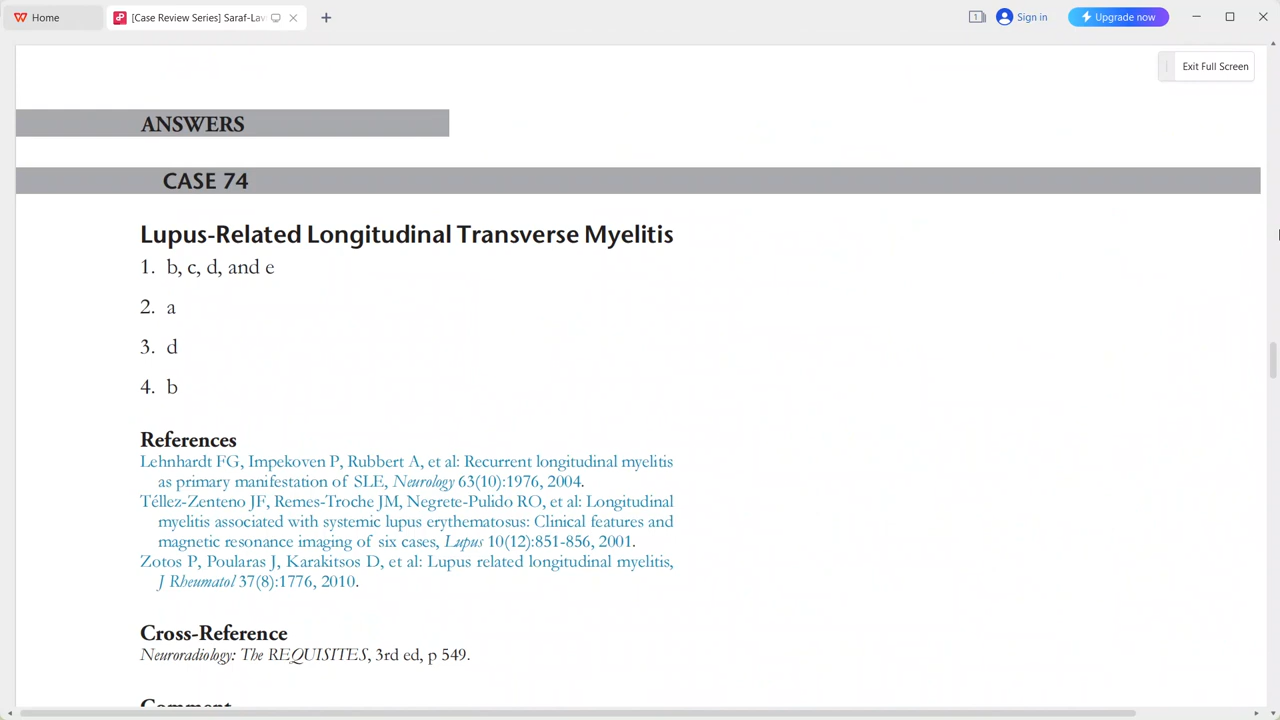 Home
[Case Review Series] Saraf-Lav
1
Sign in
Upgrade now
Exit Full Screen
ANSWERS
CASE 74
Lupus-Related Longitudinal Transverse Myelitis
1. b, c, d, and e
2. a
3. d
4. b
References
Lehnhardt FG, Impekoven P, Rubbert A, et al: Recurrent longitudinal myelitis
as primary manifestation of SLE, Neurology 63(10):1976, 2004.
Téllez-Zenteno JF, Remes-Troche JM, Negrete-Pulido RO, et al: Longitudinal
myelitis associated with systemic lupus erythematosus: Clinical features and
magnetic resonance imaging of six cases, Lupus 10(12):851-856, 2001.
Zotos P, Poularas J, Karakitsos D, et al: Lupus related longitudinal myelitis,
J Rheumatol 37(8):1776, 2010.
Cross-Reference
Neuroradiology: The REQUISITES, 3rd ed, p 549.
Comment